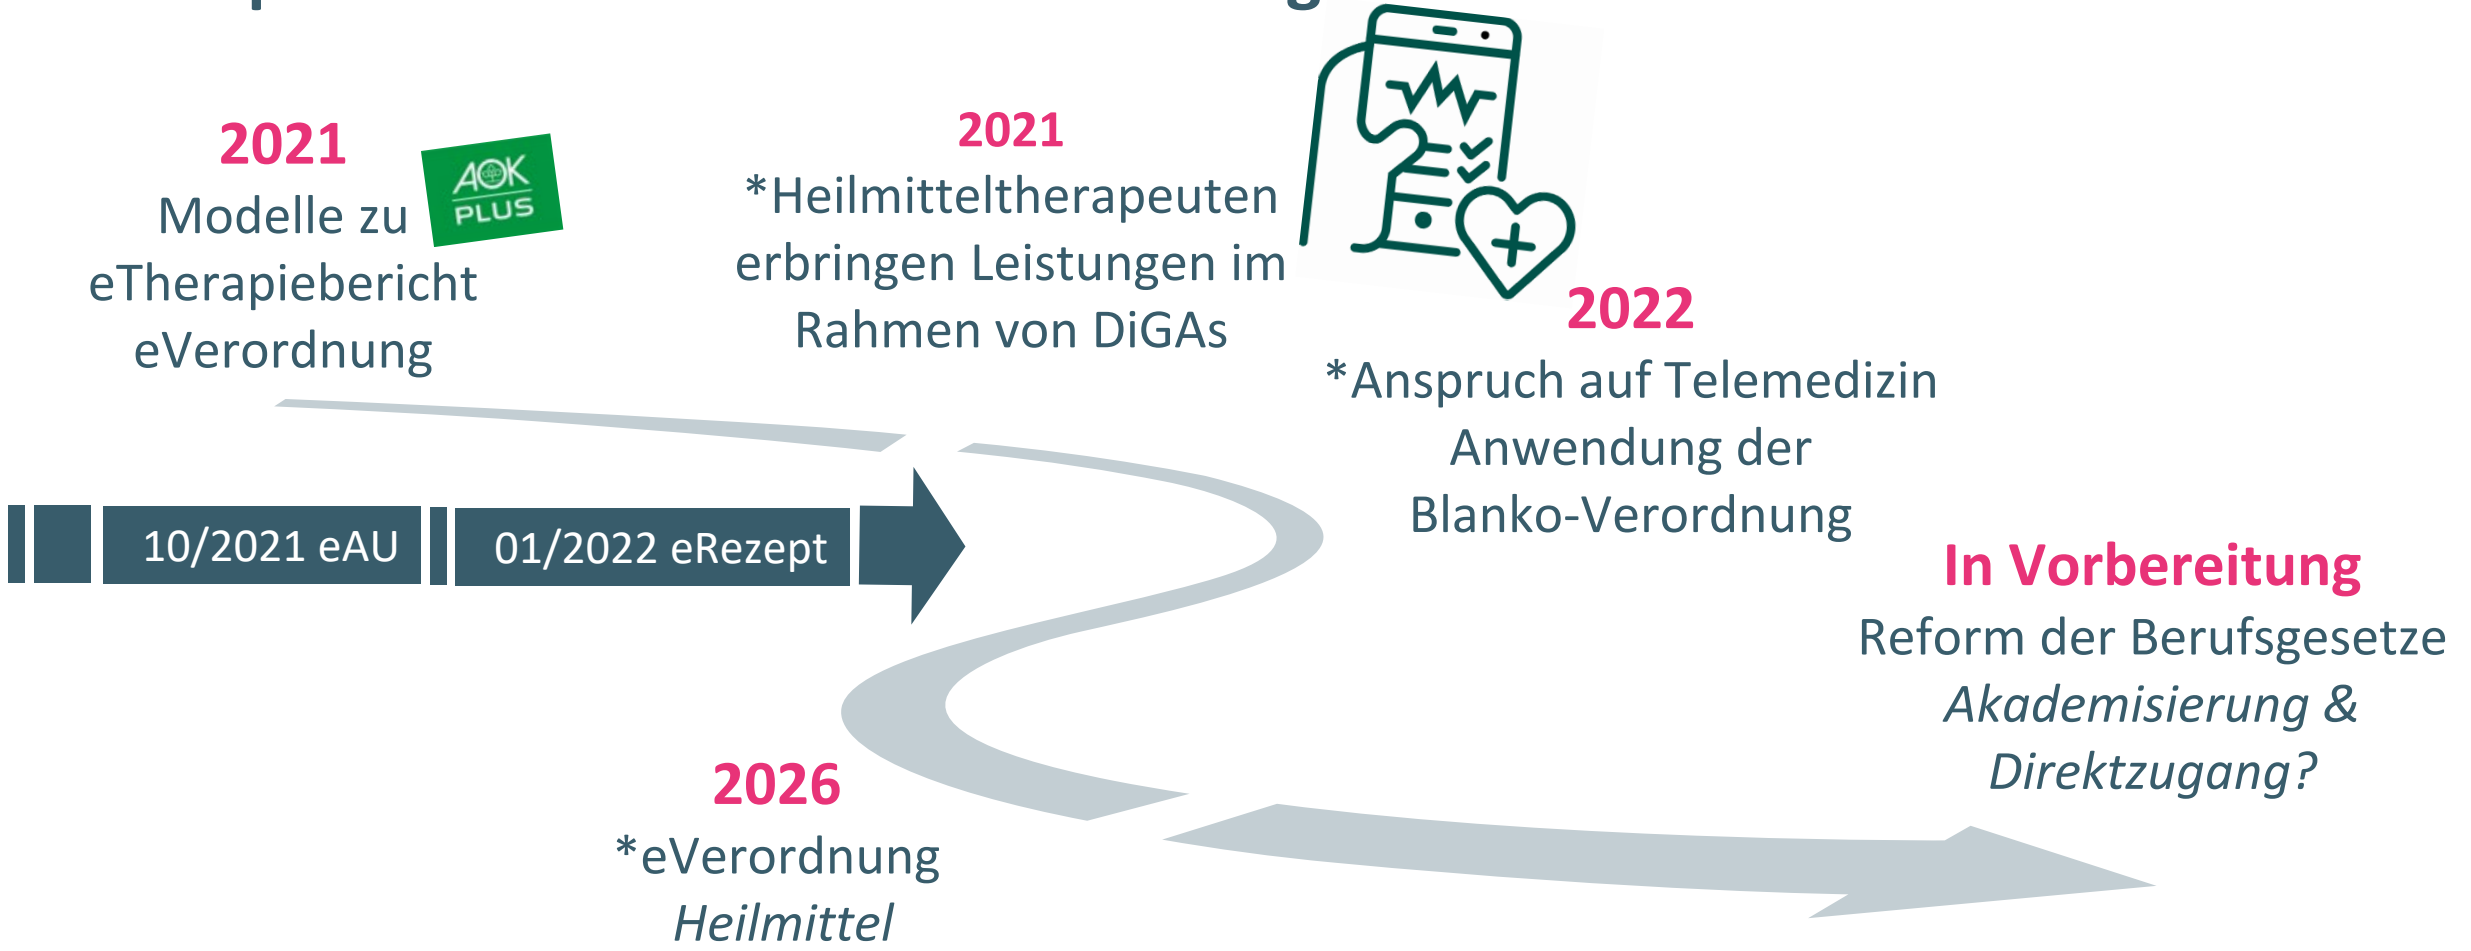 2021
Modelle zu
eTherapiebericht
eVerordnung
AOK
PLUS
2021
*Heilmitteltherapeuten
erbringen Leistungen im
Rahmen von DiGAs
2022
*Anspruch auf Telemedizin
Anwendung der
Blanko-Verordnung
10/2021 eAU
01/2022 eRezept
In Vorbereitung
Reform der Berufsgesetze
Akademisierung &
Direktzugang?
2026
*eVerordnung
Heilmittel